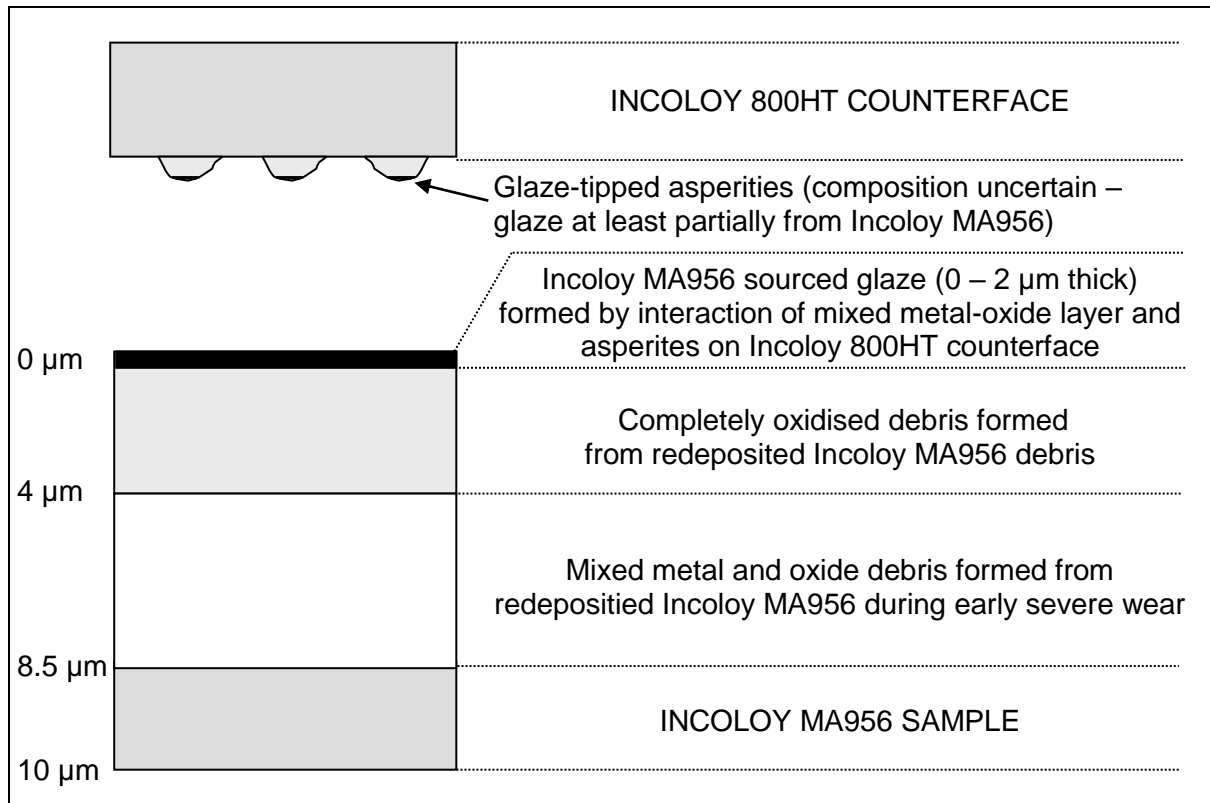 INCOLOY 800HT COUNTERFACE
Glaze-tipped asperities (composition uncertain –
glaze at least partially from Incoloy MA956)
Incoloy MA956 sourced glaze (0 – 2 µm thick)
formed by interaction of mixed metal-oxide layer and
asperites on Incoloy 800HT counterface
0 µm
Completely oxidised debris formed
from redeposited Incoloy MA956 debris
4 µm
Mixed metal and oxide debris formed from
redepositied Incoloy MA956 during early severe wear
8.5 µm
INCOLOY MA956 SAMPLE
10 µm